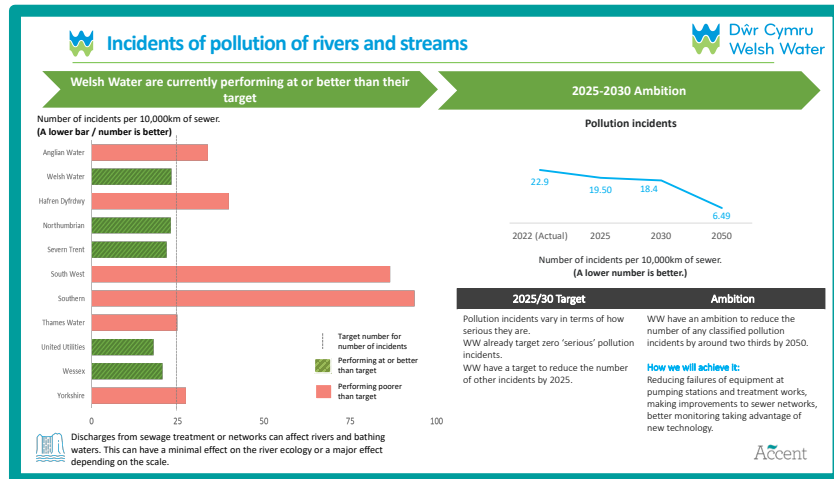 Incidents of pollution of rivers and streams
Dŵr Cymru
Welsh Water
Welsh Water are currently performing at or better than their
target
2025-2030 Ambition
Number of incidents per 10,000km of sewer.
(A lower bar / number is better)
Anglian Water
Welsh Water
Hafren Dyfrdwy
Northumbrian
Severn Trent
South West
Southern
Thames Water
United Utilities
Wessex
Yorkshire
0 25 50 75 100
Target number for
number of incidents
Performing at or better
than target
Performing poorer
than target
Discharges from sewage treatment or networks can affect rivers and bathing
waters. This can have a minimal effect on the river ecology or a major effect
depending on the scale.
Pollution incidents
22.9 19.50 18.4 6.49
2022 (Actual) 2025 2030 2050
Number of incidents per 10,000km of sewer.
(A lower number is better.)
2025/30 Target
Pollution incidents vary in terms of how
serious they are.
WW already target zero ‘serious’ pollution
incidents.
WW have a target to reduce the number
of other incidents by 2025.
Ambition
WW have an ambition to reduce the
number of any classified pollution
incidents by around two thirds by 2050.
How we will achieve it:
Reducing failures of equipment at
pumping stations and treatment works,
making improvements to sewer networks,
better monitoring taking advantage of
new technology.
Accent